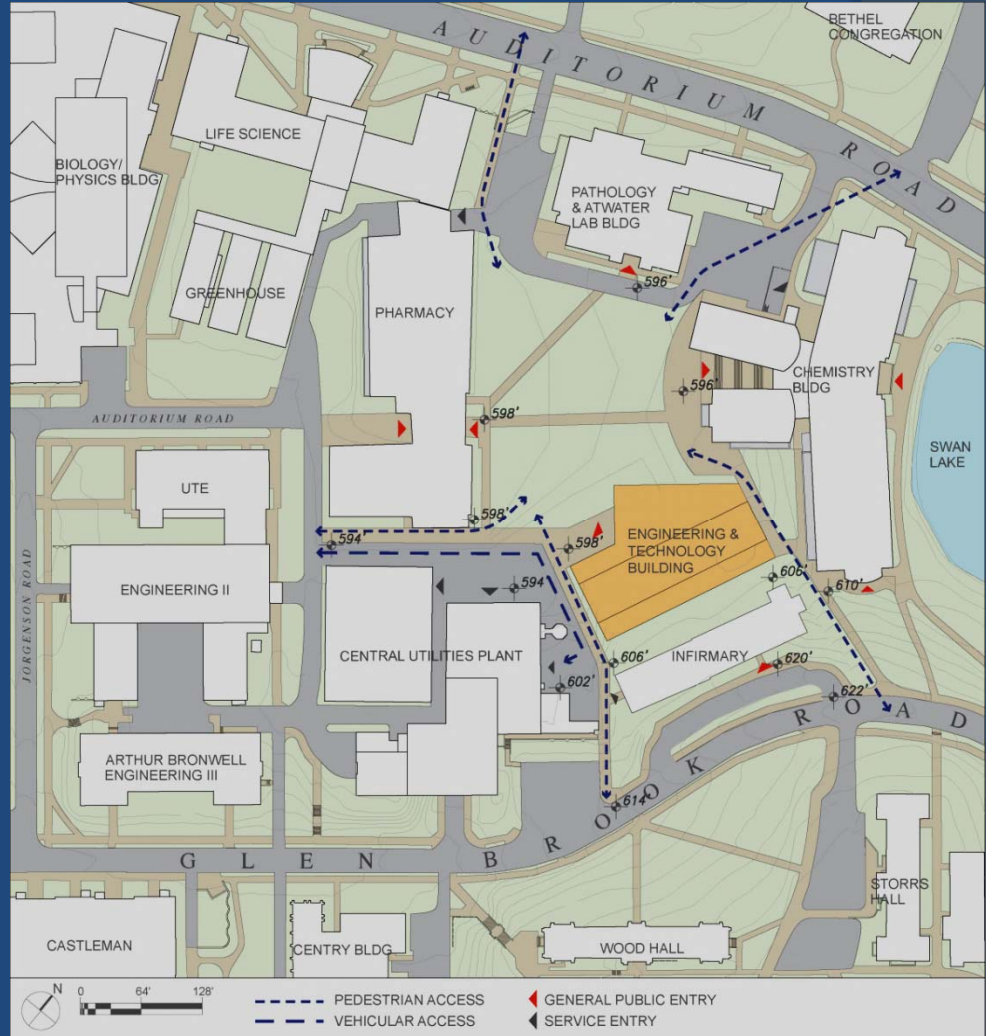 BETHEL
CONGREGATION
AUDITORIUM ROAD
LIFE SCIENCE
BIOLOGY/
PHYSICS BLDG
PATHOLOGY
& ATWATER
LAB BLDG
596'
GREENHOUSE
PHARMACY
CHEMISTRY
BLDG
596'
AUDITORIUM ROAD
598'
SWAN
LAKE
UTE
598'
594'
598'
ENGINEERING &
TECHNOLOGY
BUILDING
606'
610'
ENGINEERING II
594
JORGENSON ROAD
CENTRAL UTILITIES PLANT
606'
INFIRMARY
620'
602'
622'
ARTHUR BRONWELL
ENGINEERING III
614'
GLEN BROOK ROAD
STORRS
HALL
CASTLEMAN
CENTRY BLDG
WOOD HALL
N
0 64' 128'
PEDESTRIAN ACCESS
VEHICULAR ACCESS
GENERAL PUBLIC ENTRY
SERVICE ENTRY